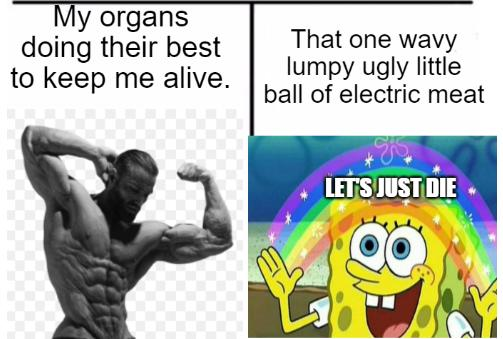 My organs
doing their best
to keep me alive.
That one wavy
lumpy ugly little
ball of electric meat
LET'S JUST DIE